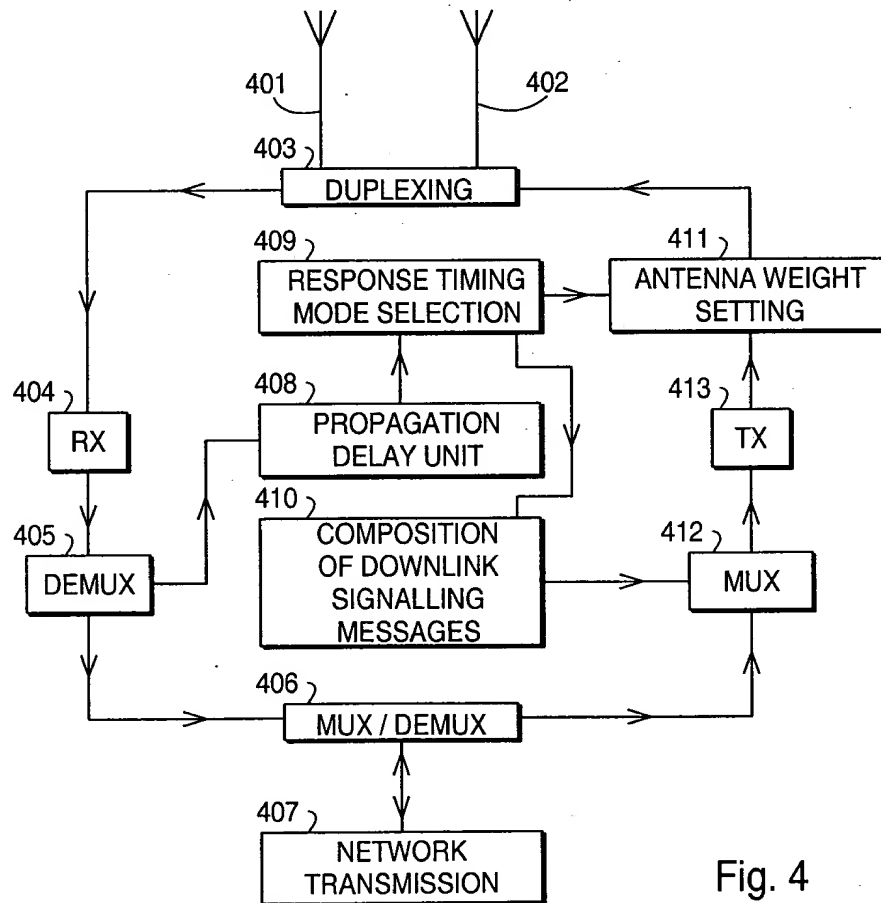 401
402
403
DUPLEXING
409
RESPONSE TIMING
MODE SELECTION
411
ANTENNA WEIGHT
SETTING
404
RX
408
PROPAGATION
DELAY UNIT
413
TX
405
DEMUX
410
COMPOSITION
OF DOWNLINK
SIGNALLING
MESSAGES
412
MUX
406
MUX / DEMUX
407
NETWORK
TRANSMISSION
Fig. 4